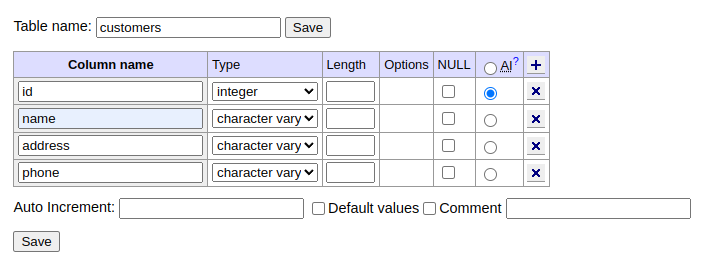 Table name: customers Save
Column name Type Length Options NULL AI? +
id integer x
name character vary x
address character vary x
phone character vary x
Auto Increment: Default values Comment
Save